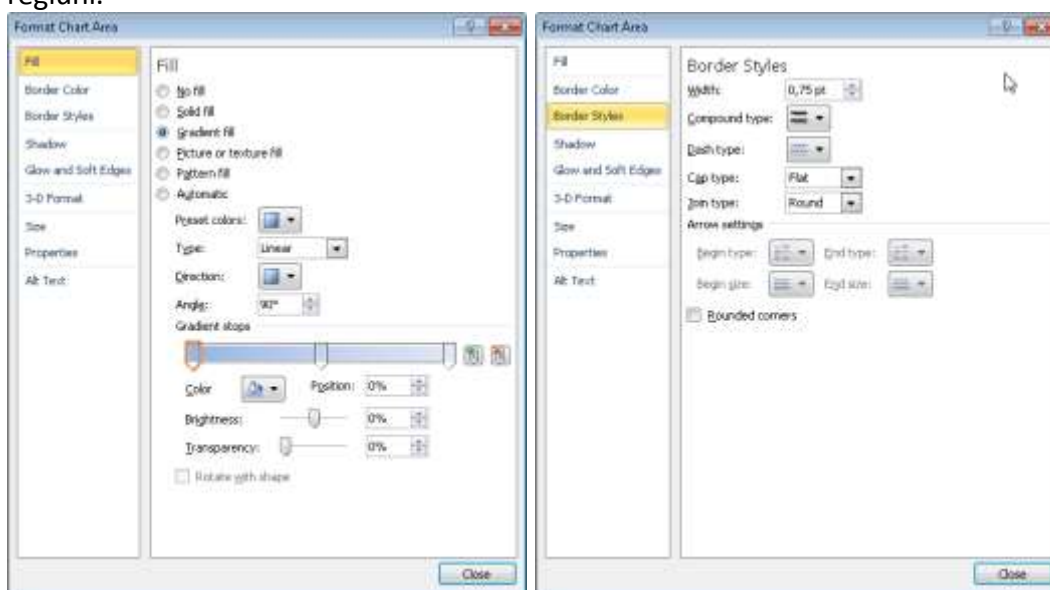 regiuni.
Format Chart Area
Fill
Border Color
Border Styles
Shadow
Glow and Soft Edges
3-D Format
Size
Properties
Alt Text
Fill
No fill
Solid fill
Gradient fill
Picture or texture fill
Pattern fill
Automatic
Preset colors:
Type: Linear
Direction:
Angle: 90°
Gradient stops
Color Position: 0%
Brightness: 0%
Transparency: 0%
Rotate with shape
Close
Format Chart Area
Fill
Border Color
Border Styles
Shadow
Glow and Soft Edges
3-D Format
Size
Properties
Alt Text
Border Styles
Width: 0,75 pt
Compound type:
Dash type:
Cap type: Flat
Join type: Round
Arrow settings
Begin type: End type:
Begin size: End size:
Rounded corners
Close